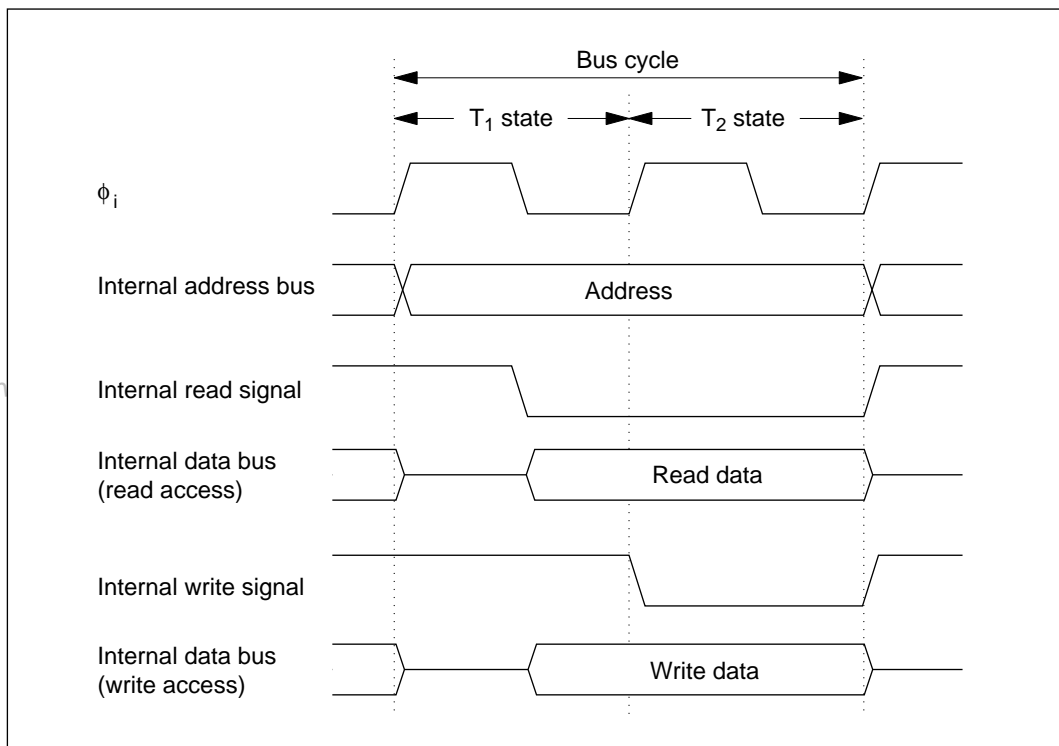 Bus cycle
T1 state
T2 state
ϕi
Internal address bus
Address
Internal read signal
Internal data bus
(read access)
Read data
Internal write signal
Internal data bus
(write access)
Write data